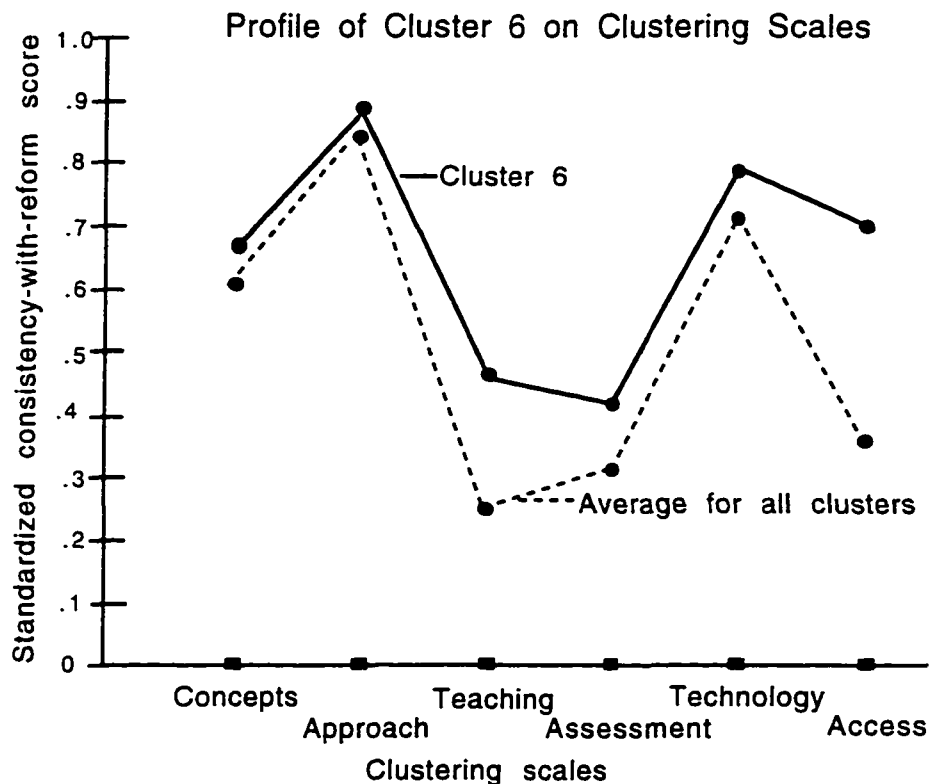 Profile of Cluster 6 on Clustering Scales
Standardized consistency-with-reform score
1.0
.9
.8
.7
.6
.5
.4
.3
.2
.1
0
Cluster 6
Average for all clusters
Concepts
Approach
Teaching
Assessment
Technology
Access
Clustering scales